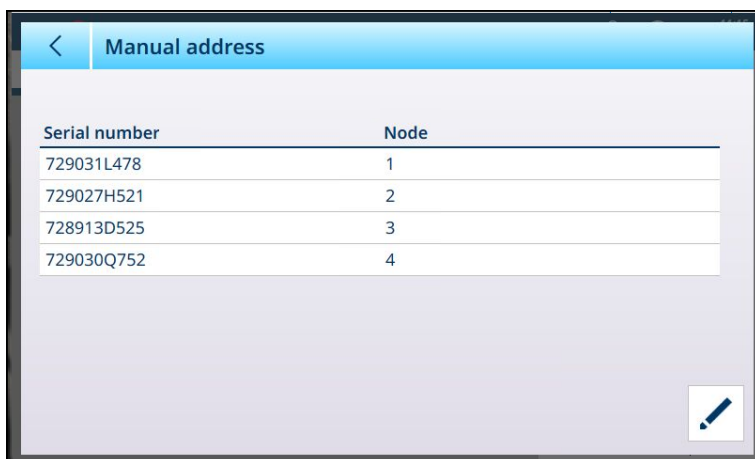 Manual address
Serial number Node
729031L478 1
729027H521 2
728913D525 3
729030Q752 4